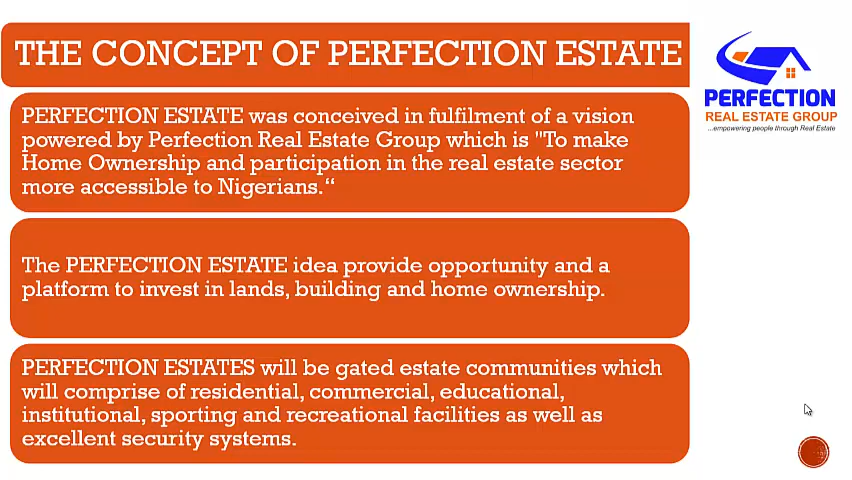 THE CONCEPT OF PERFECTION ESTATE
PERFECTION ESTATE was conceived in fulfilment of a vision
powered by Perfection Real Estate Group which is "To make
Home Ownership and participation in the real estate sector
more accessible to Nigerians.“
The PERFECTION ESTATE idea provide opportunity and a
platform to invest in lands, building and home ownership.
PERFECTION ESTATES will be gated estate communities which
will comprise of residential, commercial, educational,
institutional, sporting and recreational facilities as well as
excellent security systems.
PERFECTION
REAL ESTATE GROUP
...empowering people through Real Estate